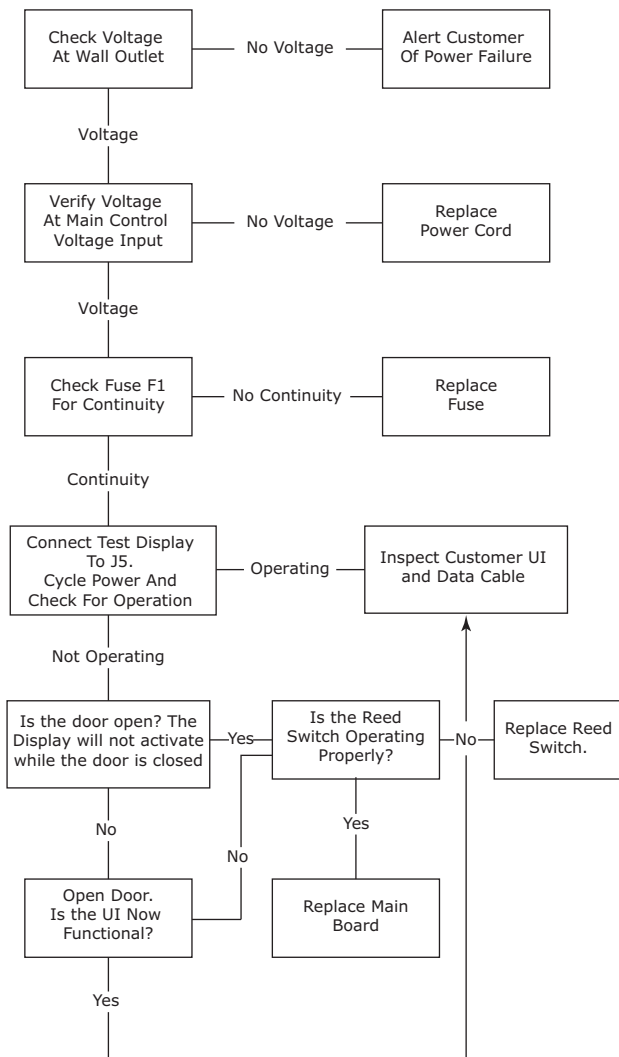 Check Voltage
At Wall Outlet
No Voltage
Alert Customer
Of Power Failure
Voltage
Verify Voltage
At Main Control
Voltage Input
No Voltage
Replace
Power Cord
Voltage
Check Fuse F1
For Continuity
No Continuity
Replace
Fuse
Continuity
Connect Test Display
To J5.
Cycle Power And
Check For Operation
Operating
Inspect Customer UI
and Data Cable
Not Operating
Is the door open? The
Display will not activate
while the door is closed
Yes
Is the Reed
Switch Operating
Properly?
No
Replace Reed
Switch.
No
No
Yes
Open Door.
Is the UI Now
Functional?
Replace Main
Board
Yes